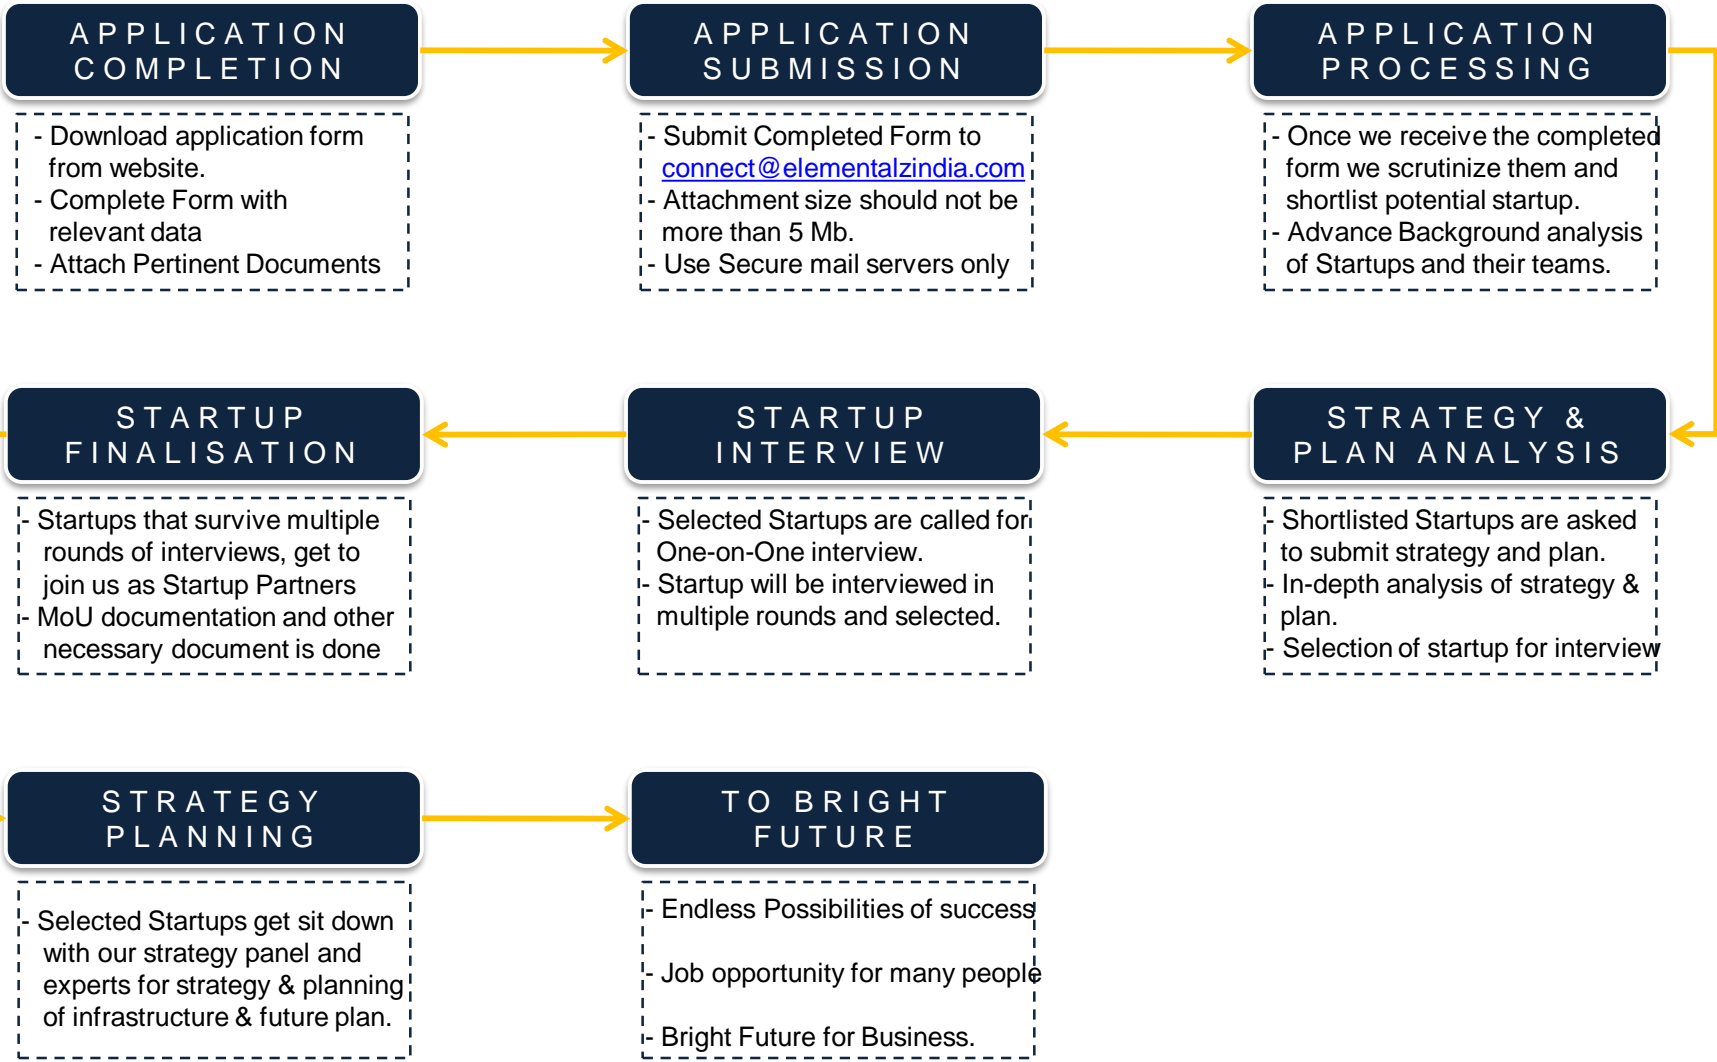 APPLICATION
COMPLETION
- Download application form
from website.
- Complete Form with
relevant data
- Attach Pertinent Documents
APPLICATION
SUBMISSION
- Submit Completed Form to
connect@elementalzindia.com
- Attachment size should not be
more than 5 Mb.
- Use Secure mail servers only
APPLICATION
PROCESSING
- Once we receive the completed
form we scrutinize them and
shortlist potential startup.
- Advance Background analysis
of Startups and their teams.
STRATEGY &
PLAN ANALYSIS
- Shortlisted Startups are asked
to submit strategy and plan.
- In-depth analysis of strategy &
plan.
- Selection of startup for interview
STARTUP
INTERVIEW
- Selected Startups are called for
One-on-One interview.
- Startup will be interviewed in
multiple rounds and selected.
STARTUP
FINALISATION
- Startups that survive multiple
rounds of interviews, get to
join us as Startup Partners
- MoU documentation and other
necessary document is done
STRATEGY
PLANNING
- Selected Startups get sit down
with our strategy panel and
experts for strategy & planning
of infrastructure & future plan.
TO BRIGHT
FUTURE
- Endless Possibilities of success
- Job opportunity for many people
- Bright Future for Business.